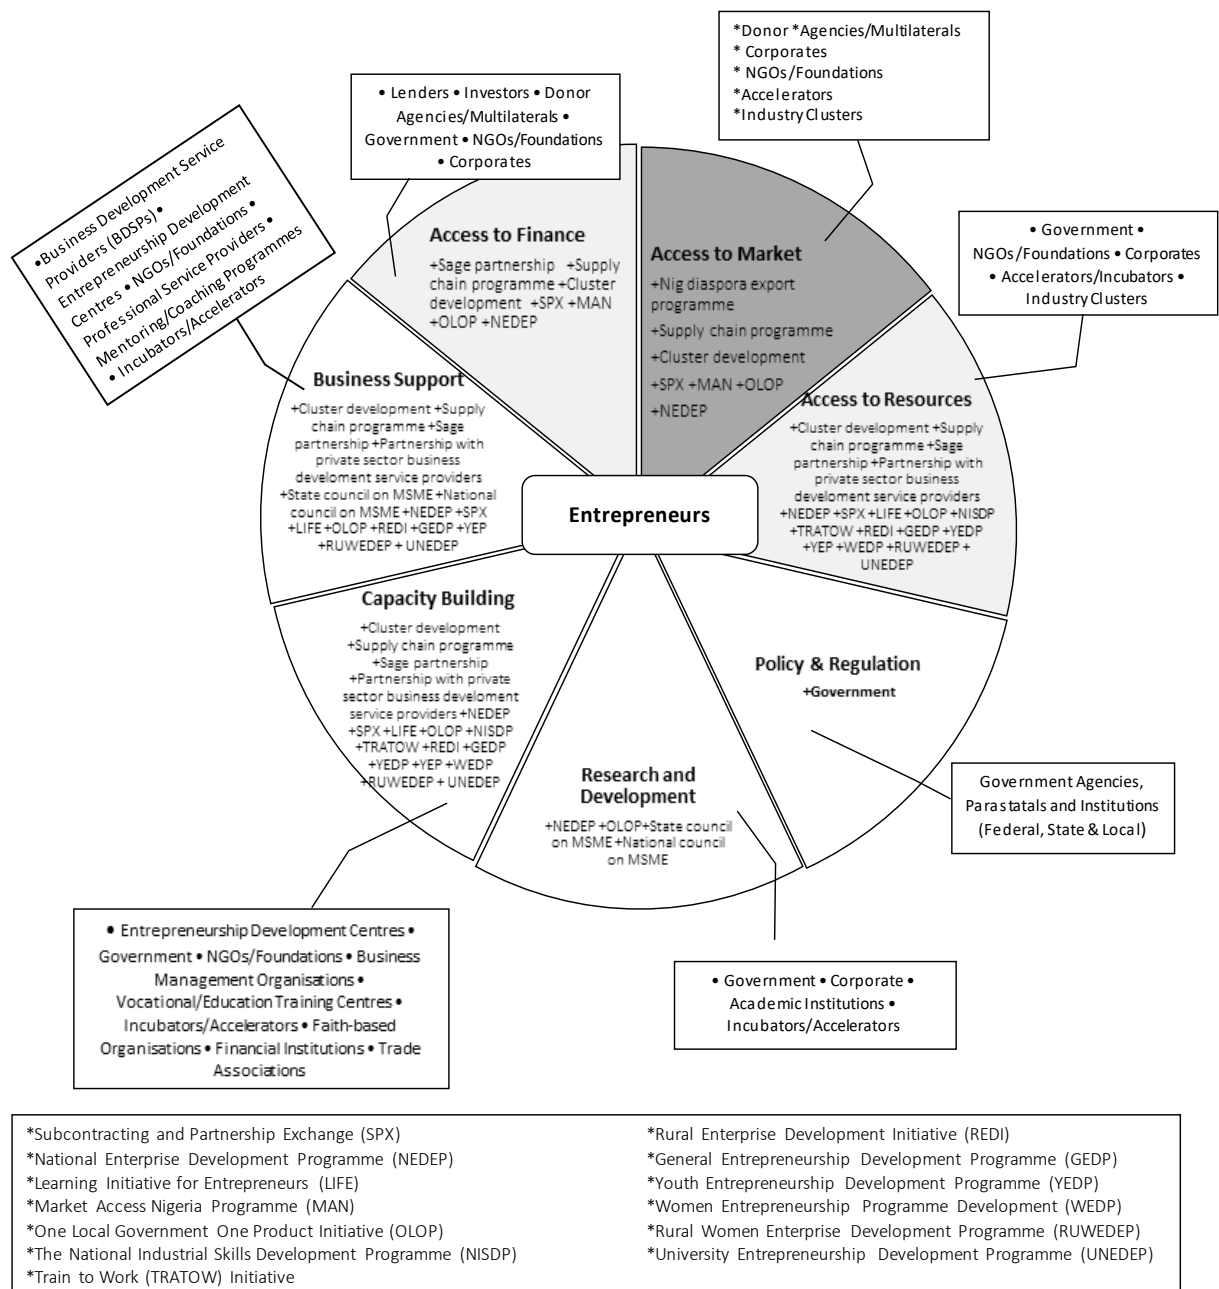 *Donor *Agencies/Multilaterals
* Corporates
* NGOs/Foundations
*Accelerators
*Industry Clusters
• Lenders • Investors • Donor
Agencies/Multilaterals •
Government • NGOs/Foundations
• Corporates
•Business Development Service
Providers (BDSPs) •
Entrepreneurship Development
Centres • NGOs/Foundations •
Professional Service Providers •
Mentoring/Coaching Programmes
• Incubators/Accelerators
• Government •
NGOs/Foundations • Corporates
• Accelerators/Incubators •
Industry Clusters
Access to Finance
+Sage partnership +Supply
chain programme +Cluster
development +SPX +MAN
+OLOP +NEDEP
Access to Market
+Nig diaspora export
programme
+Supply chain programme
+Cluster development
+SPX +MAN +OLOP
+NEDEP
Business Support
+Cluster development +Supply
chain programme +Sage
partnership +Partnership with
private sector business
develoment service providers
+State council on MSME +National
council on MSME +NEDEP +SPX
+LIFE +OLOP +REDI +GEDP +YEP
+RUWEDEP + UNEDEP
Access to Resources
+Cluster development +Supply
chain programme +Sage
partnership +Partnership with
private sector business
develoment service providers
+NEDEP +SPX +LIFE +OLOP +NISDP
+TRATOW +REDI +GEDP +YEDP
+YEP +WEDP +RUWEDEP +
UNEDEP
Entrepreneurs
Capacity Building
+Cluster development
+Supply chain programme
+Sage partnership
+Partnership with private
sector business develoment
service providers +NEDEP
+SPX +LIFE +OLOP +NISDP
+TRATOW +REDI +GEDP
+YEDP +YEP +WEDP
+RUWEDEP + UNEDEP
Policy & Regulation
+Government
Research and
Development
+NEDEP +OLOP+State council
on MSME +National council
on MSME
Government Agencies,
Parastatals and Institutions
(Federal, State & Local)
• Entrepreneurship Development Centres •
Government • NGOs/Foundations • Business
Management Organisations •
Vocational/Education Training Centres •
Incubators/Accelerators • Faith-based
Organisations • Financial Institutions • Trade
Associations
• Government • Corporate •
Academic Institutions •
Incubators/Accelerators
*Subcontracting and Partnership Exchange (SPX)
*National Enterprise Development Programme (NEDEP)
*Learning Initiative for Entrepreneurs (LIFE)
*Market Access Nigeria Programme (MAN)
*One Local Government One Product Initiative (OLOP)
*The National Industrial Skills Development Programme (NISDP)
*Train to Work (TRATOW) Initiative
*Rural Enterprise Development Initiative (REDI)
*General Entrepreneurship Development Programme (GEDP)
*Youth Entrepreneurship Development Programme (YEDP)
*Women Entrepreneurship Programme Development (WEDP)
*Rural Women Enterprise Development Programme (RUWEDEP)
*University Entrepreneurship Development Programme (UNEDEP)